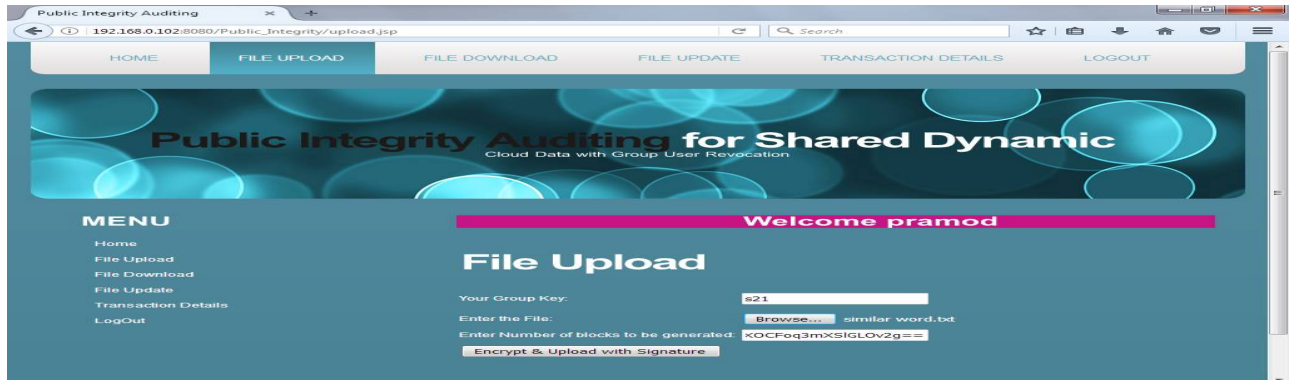 Public Integrity Auditing
192.168.0.102:8080/Public_Integrity/upload.jsp
Search
HOME FILE UPLOAD FILE DOWNLOAD FILE UPDATE TRANSACTION DETAILS LOGOUT
Public Integrity Auditing for Shared Dynamic
Cloud Data with Group User Revocation
MENU
Home
File Upload
File Download
File Update
Transaction Details
LogOut
Welcome pramod
File Upload
Your Group Key: s21
Enter the File: Browse... similar word.txt
Enter Number of blocks to be generated: xOCFoq3mXSlGLOv2g==
Encrypt & Upload with Signature